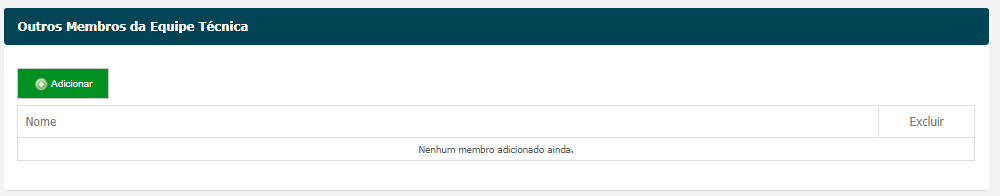 Outros Membros da Equipe Técnica
Adicionar
Nome Excluir
Nenhum membro adicionado ainda.